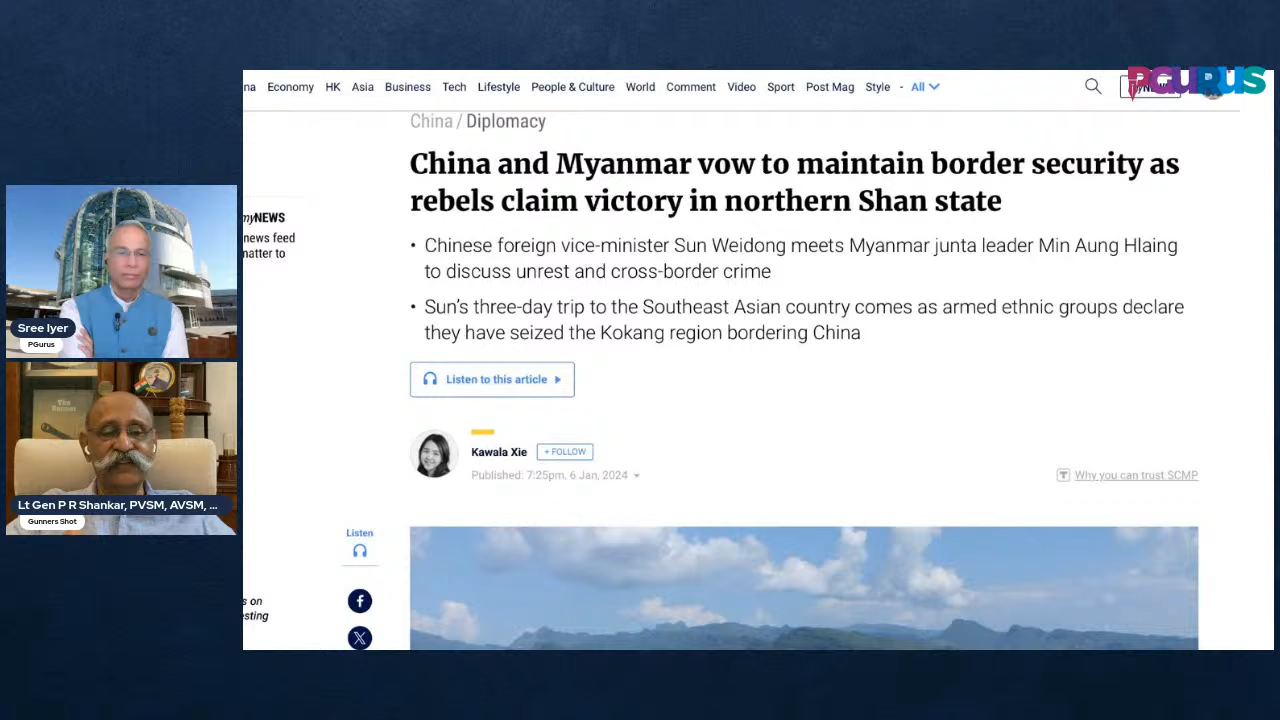 PGURUS
na Economy HK Asia Business Tech Lifestyle People & Culture World Comment Video Sport Post Mag Style - All
China / Diplomacy
China and Myanmar vow to maintain border security as
rebels claim victory in northern Shan state
myNEWS
news feed
matter to
• Chinese foreign vice-minister Sun Weidong meets Myanmar junta leader Min Aung Hlaing
to discuss unrest and cross-border crime
• Sun's three-day trip to the Southeast Asian country comes as armed ethnic groups declare
they have seized the Kokang region bordering China
Listen to this article
Kawala Xie + FOLLOW
Published: 7:25pm, 6 Jan, 2024
Why you can trust SCMP
Listen
s on
esting
Sree Iyer
PGurus
The
Lt Gen P R Shankar, PVSM, AVSM, ...
Gunners Shot